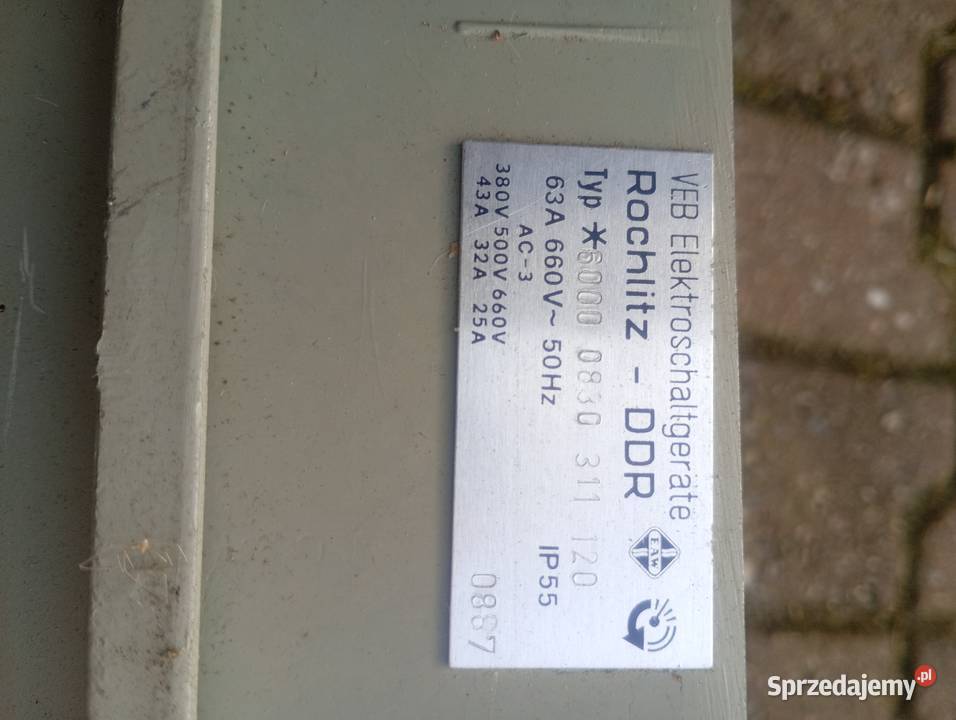 VEB Elektroschaltgeräte
Rochlitz - DDR
EAW
Typ *6000 0830 311 120
63A 660V~ 50Hz IP55
AC-3
380V 500V 660V
43A 32A 25A
0887
Sprzedajemy.pl